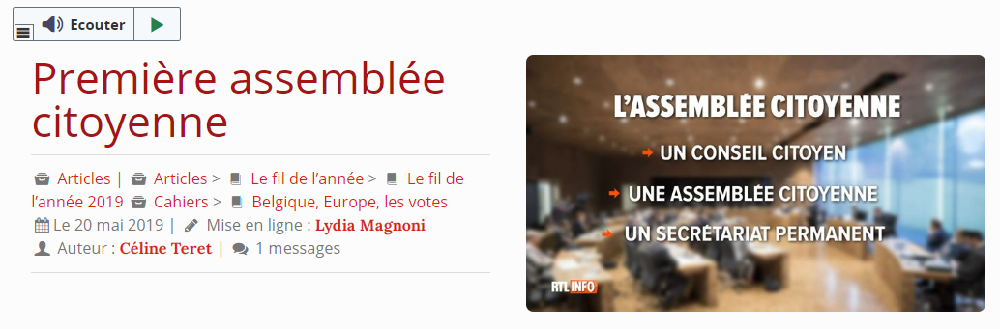 Ecouter
Première assemblée
citoyenne
Articles | Articles > Le fil de l’année > Le fil de
l’année 2019 Cahiers > Belgique, Europe, les votes
Le 20 mai 2019 | Mise en ligne : Lydia Magnoni
Auteur : Céline Teret | 1 messages
L’ASSEMBLÉE CITOYENNE
UN CONSEIL CITOYEN
UNE ASSEMBLÉE CITOYENNE
UN SECRÉTARIAT PERMANENT
RTL INFO